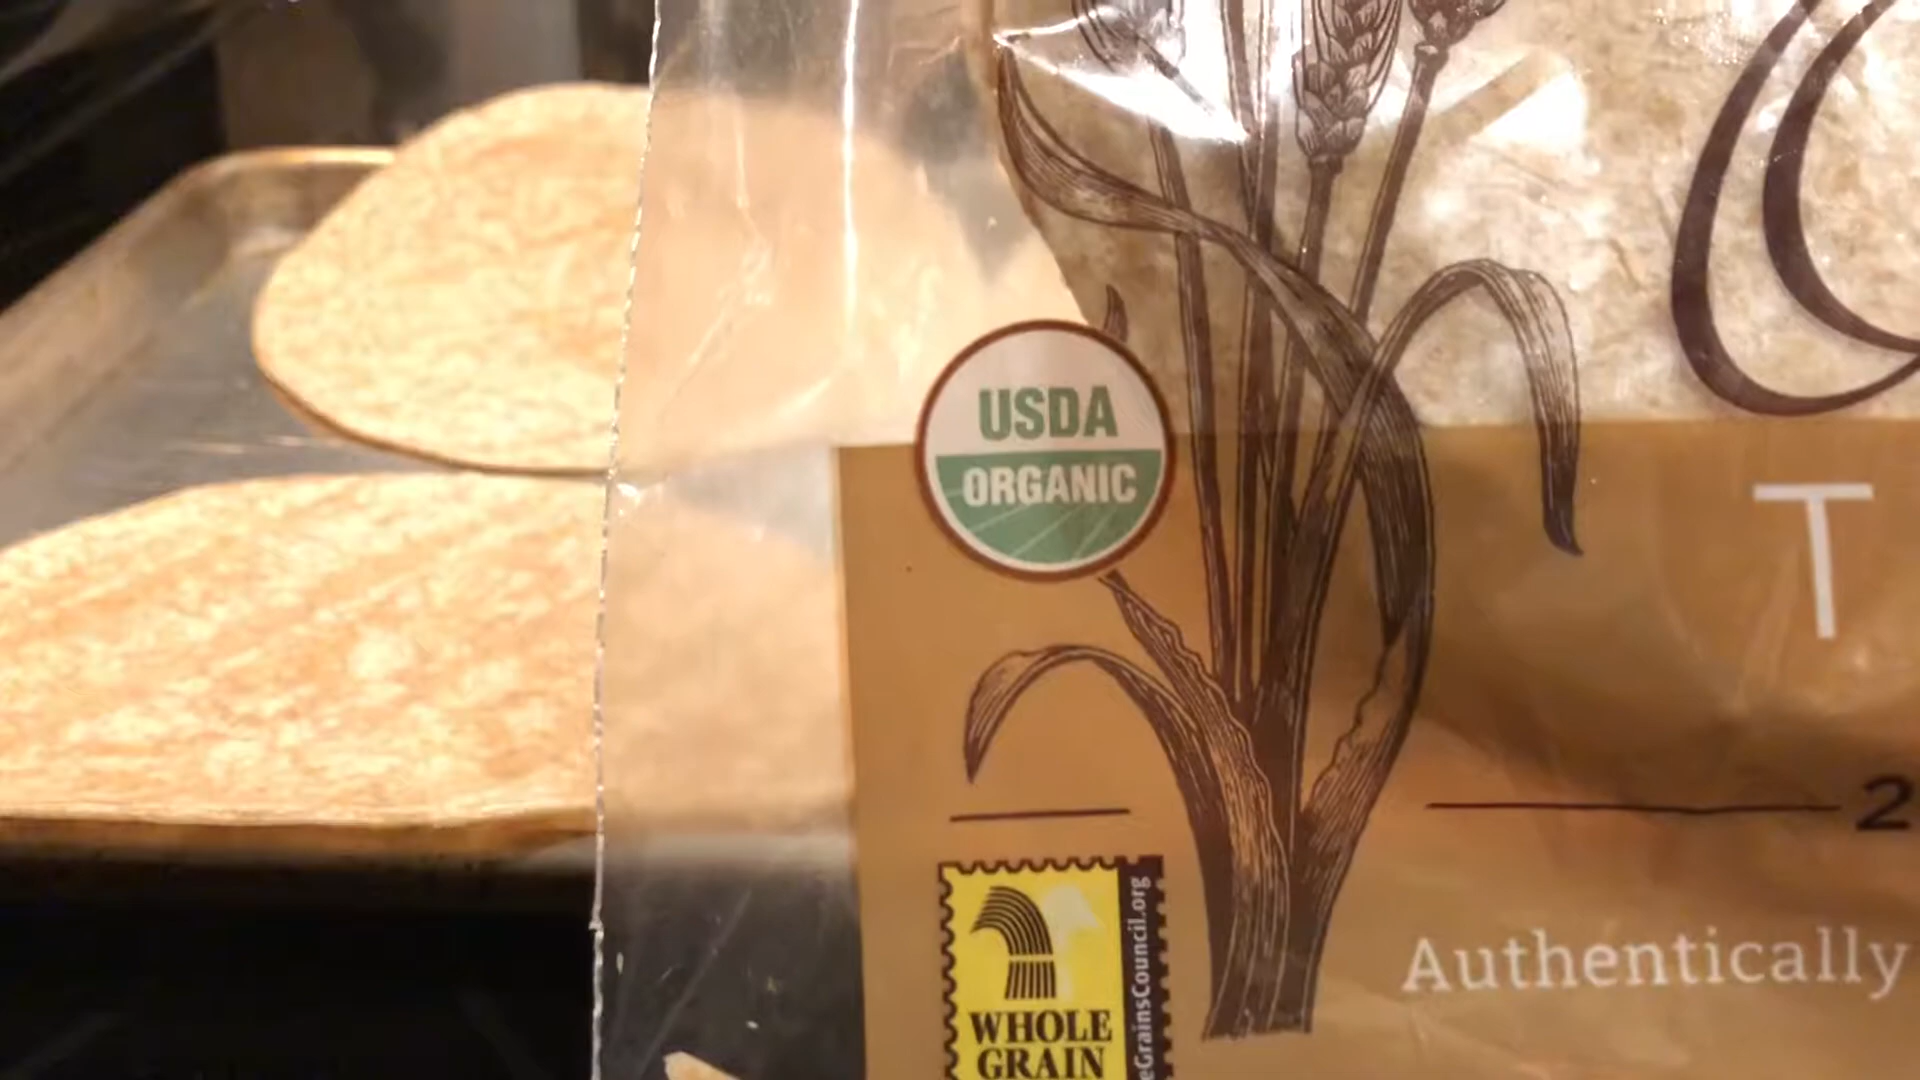 USDA
ORGANIC
T
2
Authentically
WHOLE
GRAIN
eGrainsCouncil.org